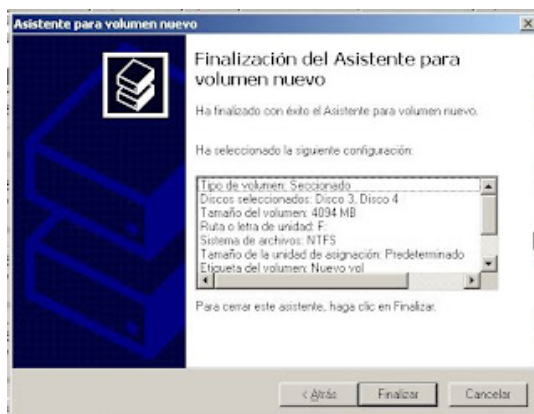 Asistente para volumen nuevo
Finalización del Asistente para
volumen nuevo
Ha finalizado con éxito el Asistente para volumen nuevo.
Ha seleccionado la siguiente configuración:
Tipo de volumen: Seccionado
Discos seleccionados: Disco 3, Disco 4
Tamaño del volumen: 4094 MB
Ruta o letra de unidad: F:
Sistema de archivos: NTFS
Tamaño de la unidad de asignación: Predeterminado
Etiqueta del volumen: Nuevo vol
Para cerrar este asistente, haga clic en Finalizar.
< Atrás Finalizar Cancelar